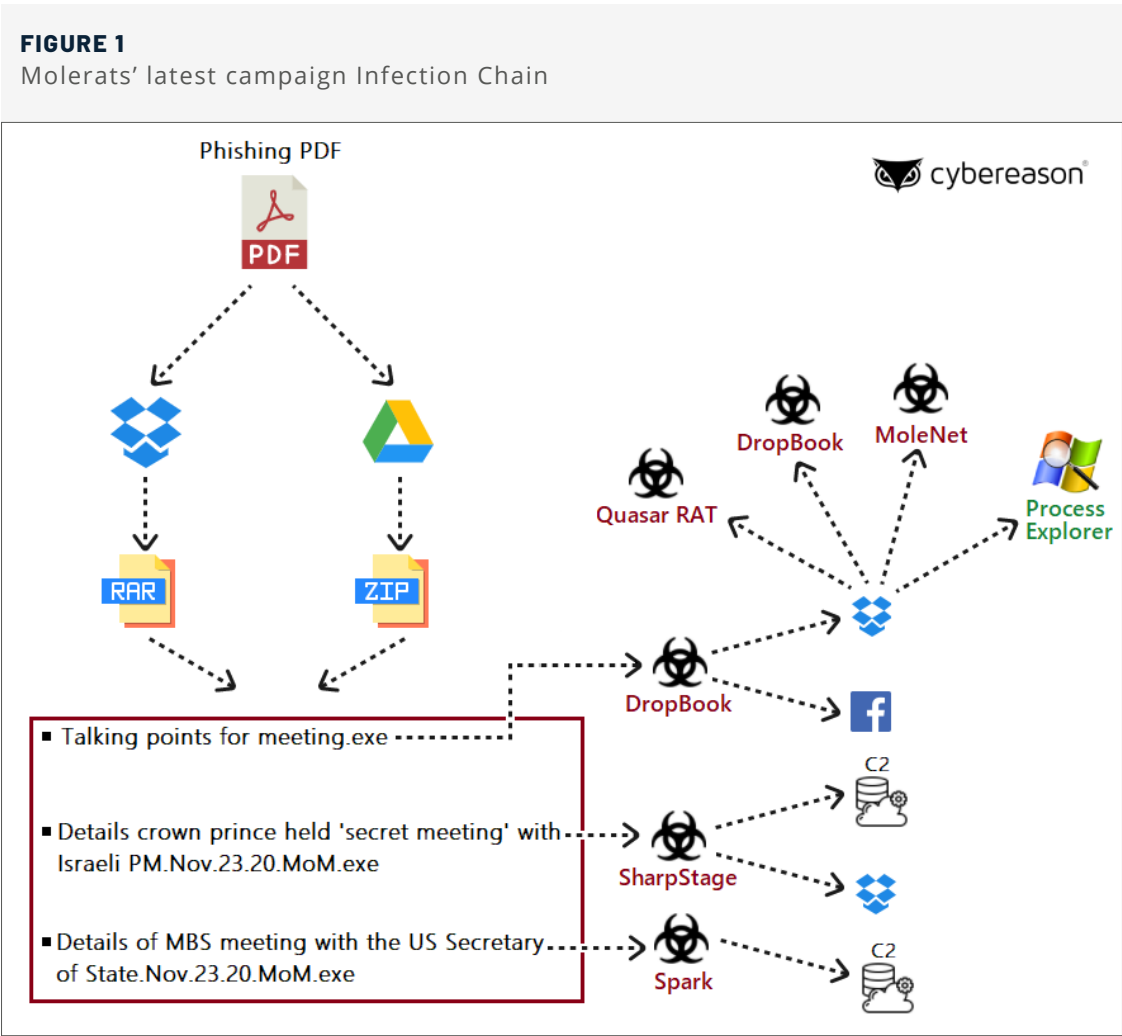 FIGURE 1
Molerats’ latest campaign Infection Chain
Phishing PDF
cybereason®
PDF
DropBook
MoleNet
Quasar RAT
Process
Explorer
RAR
ZIP
DropBook
▪ Talking points for meeting.exe
C2
▪ Details crown prince held 'secret meeting' with
Israeli PM.Nov.23.20.MoM.exe
SharpStage
▪ Details of MBS meeting with the US Secretary
of State.Nov.23.20.MoM.exe
C2
Spark